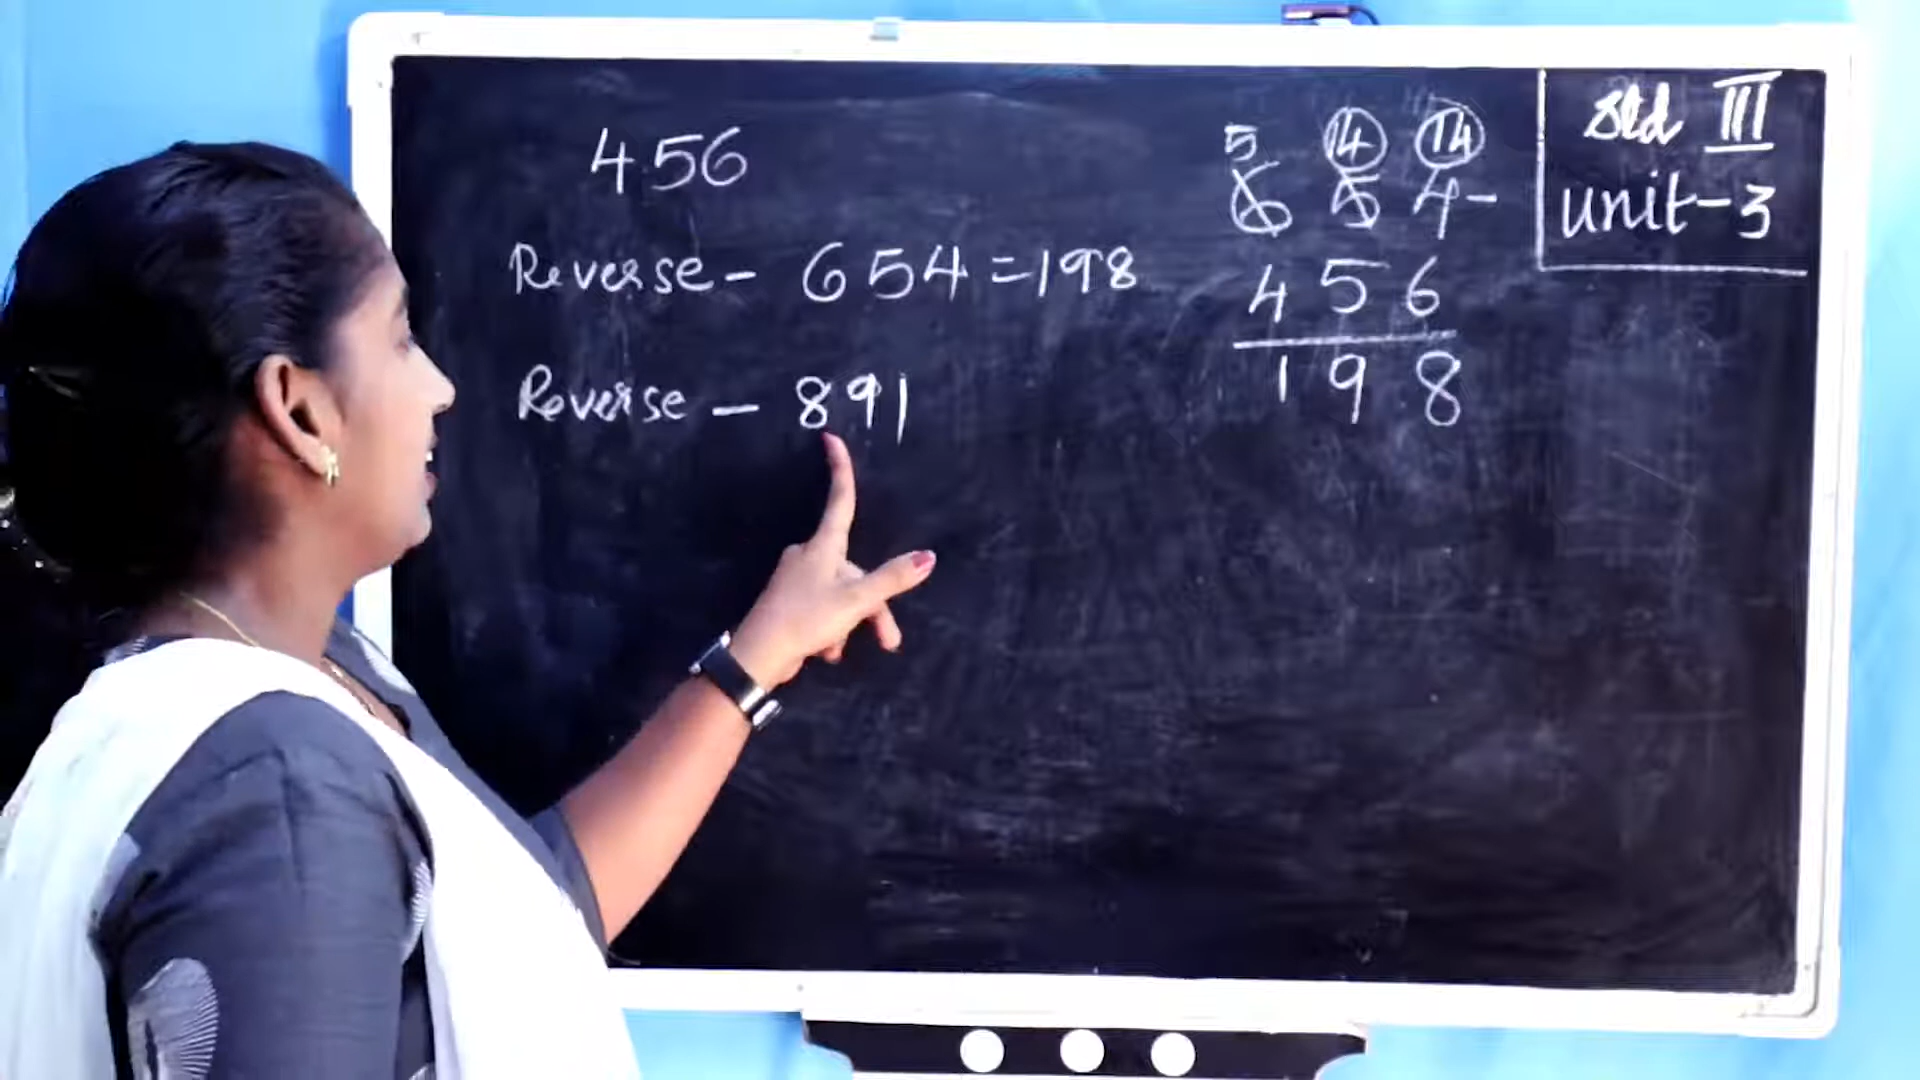 456
Reverse - 654 = 198
Reverse - 891
5 14 14
6 5 4 -
4 5 6
1 9 8
Std III
unit-3